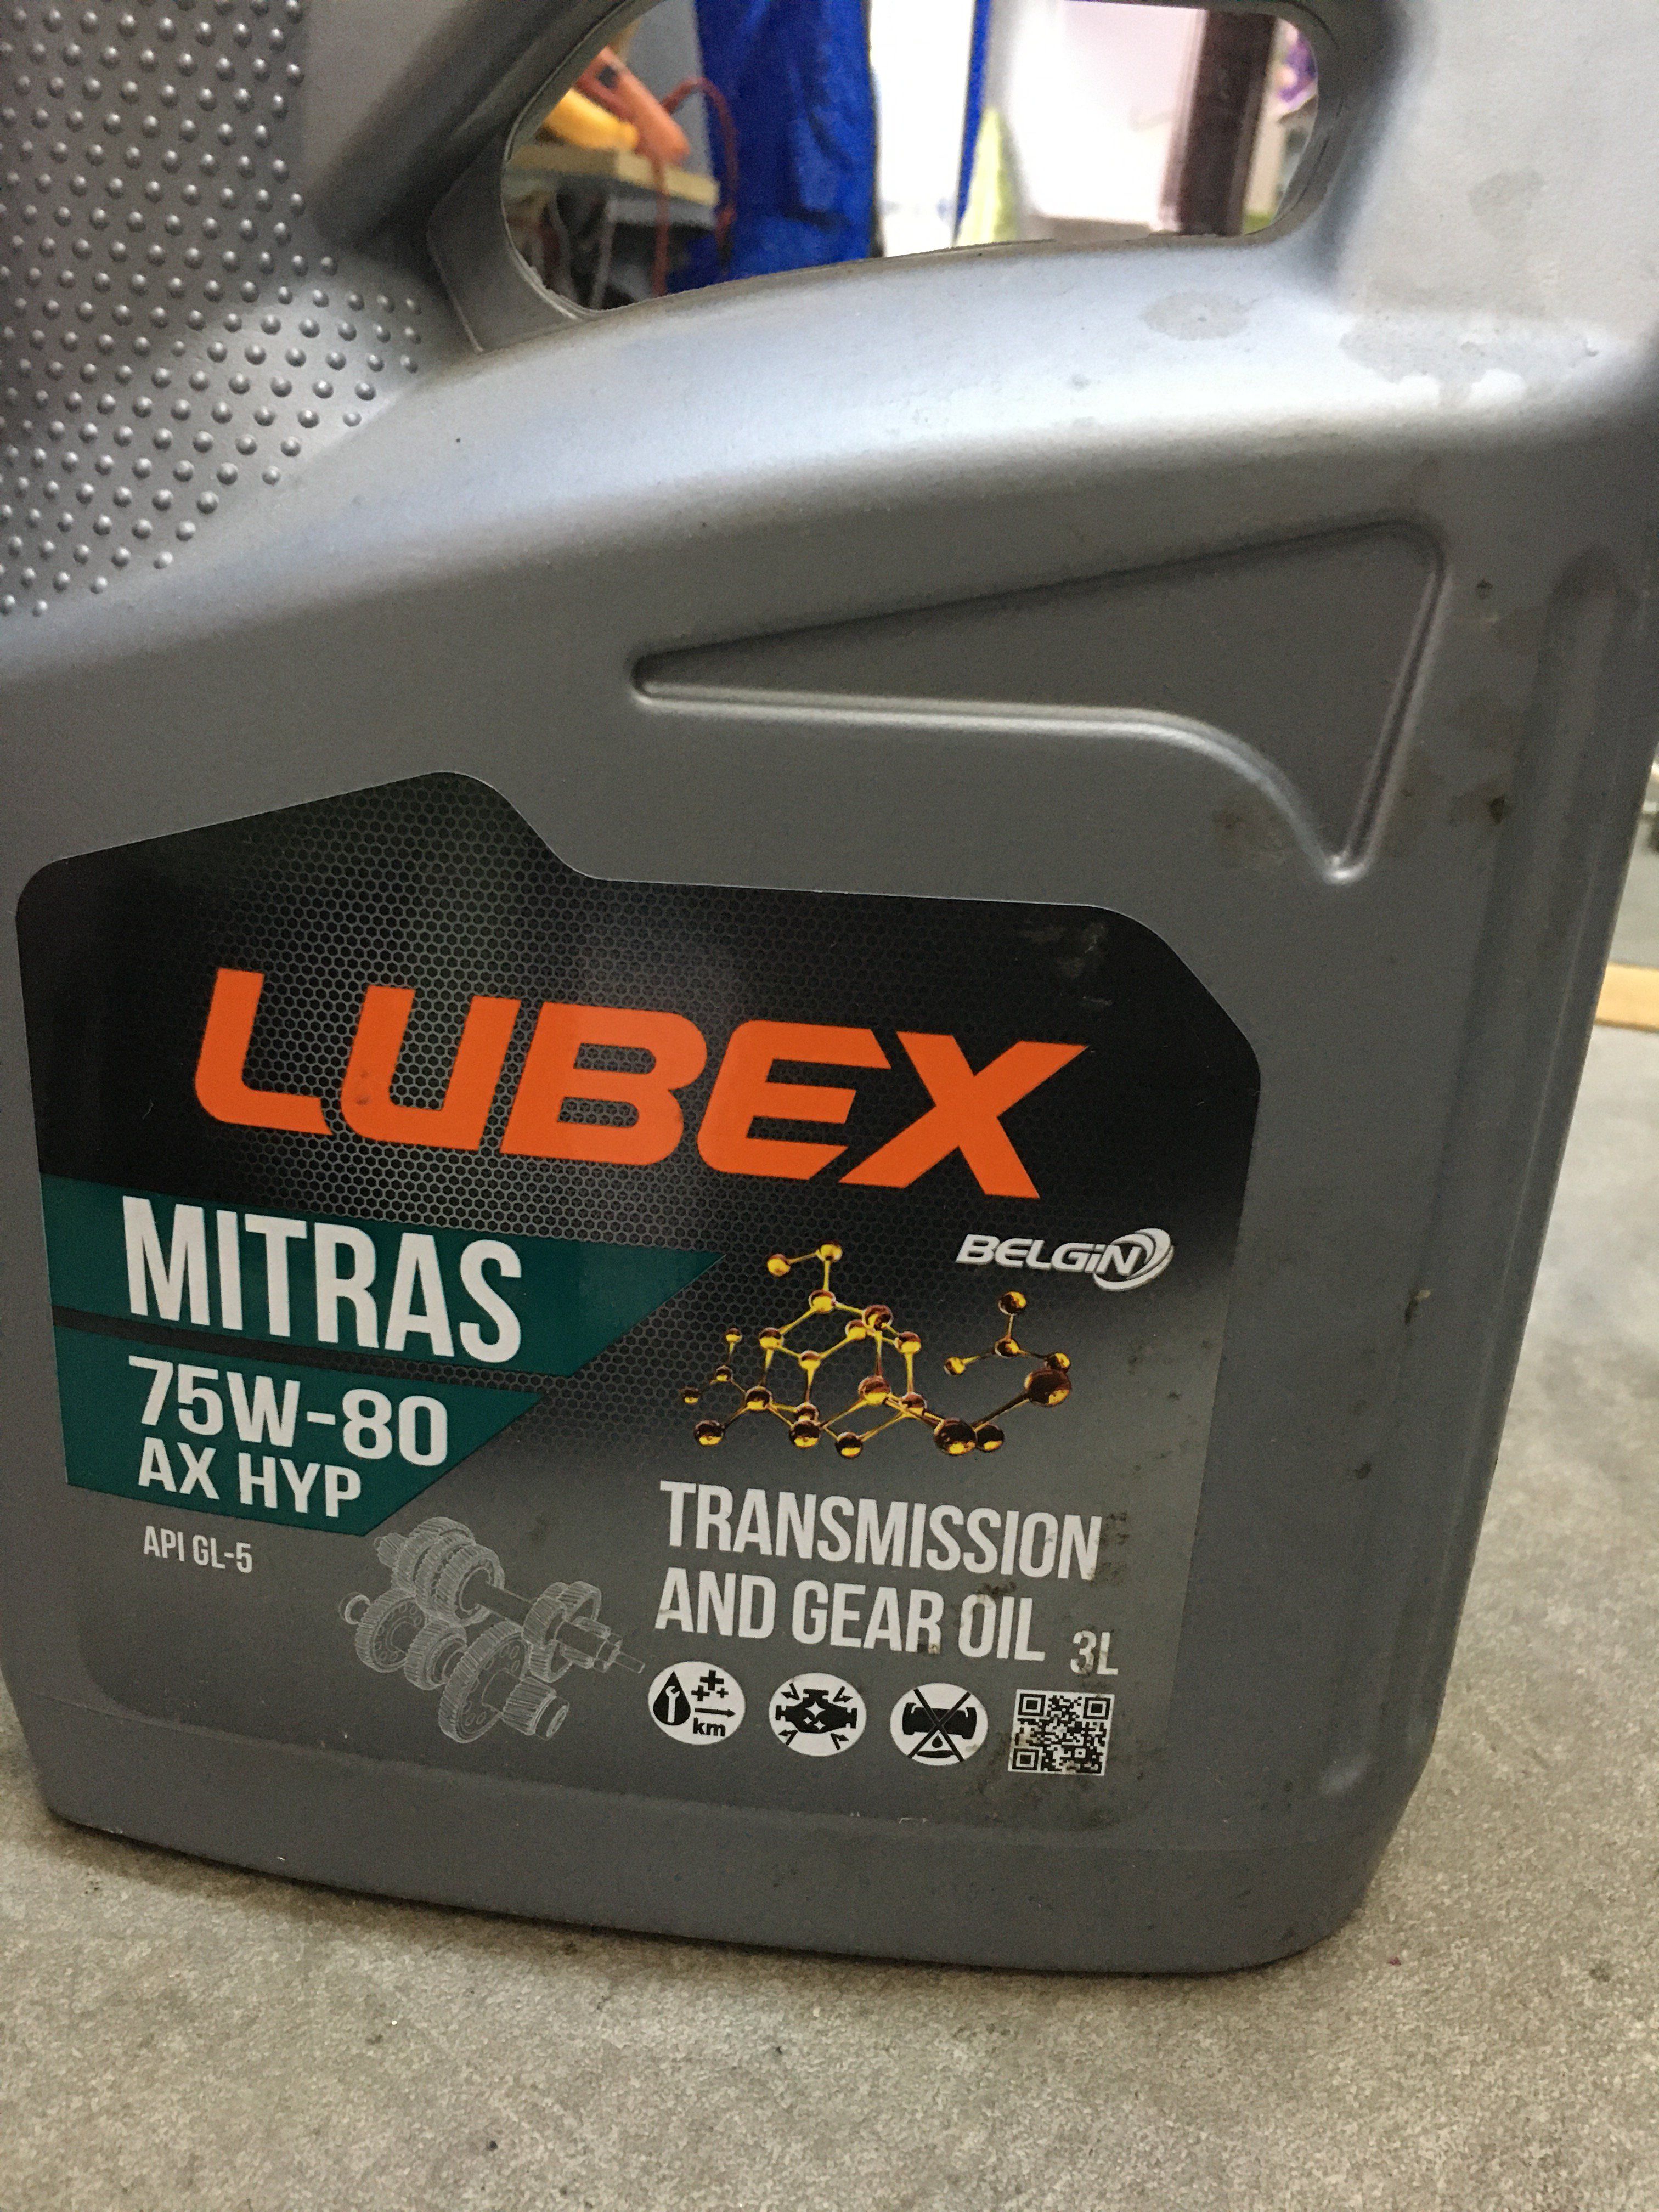 LUBEX
BELGiN
MITRAS
75W-80
AX HYP
API GL-5
TRANSMISSION
AND GEAR OIL 3L
km